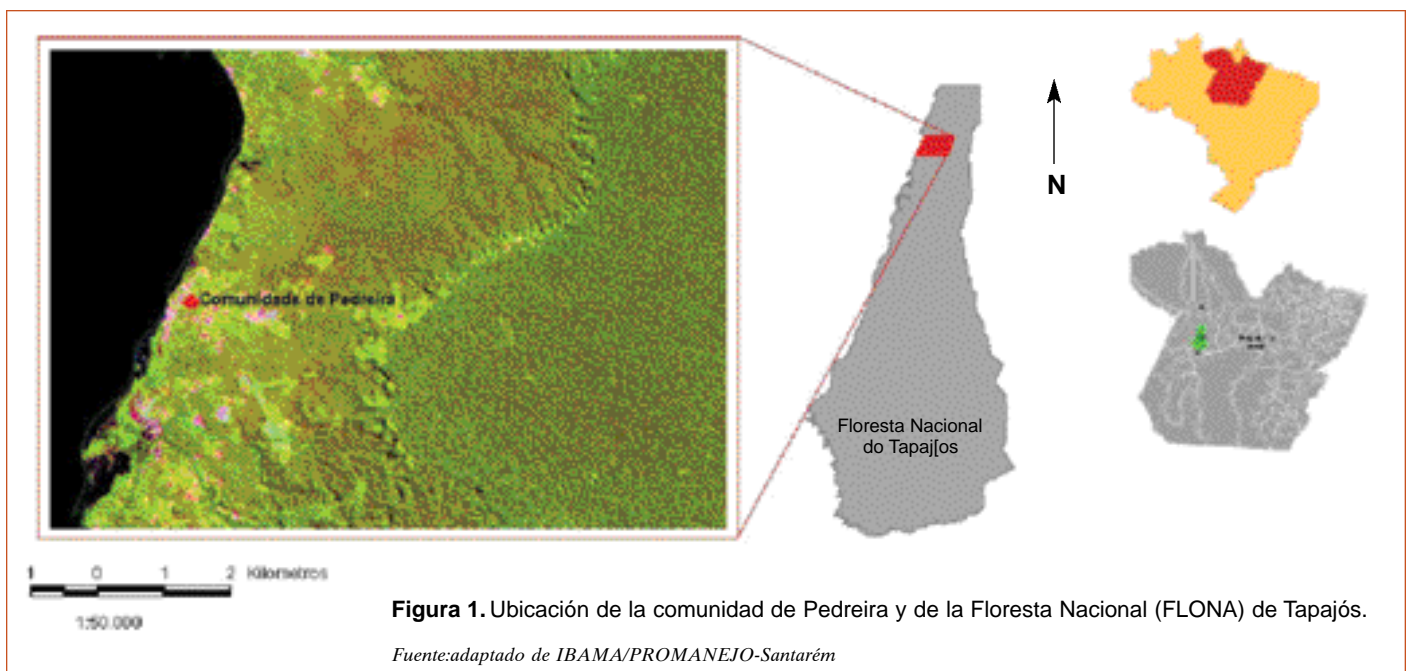 Comunidade de Pedreira
N
Floresta Nacional
do Tapaj[os
1 0 1 2 Kilometros
1:50.000
Figura 1. Ubicación de la comunidad de Pedreira y de la Floresta Nacional (FLONA) de Tapajós.
Fuente:adaptado de IBAMA/PROMANEJO-Santarém